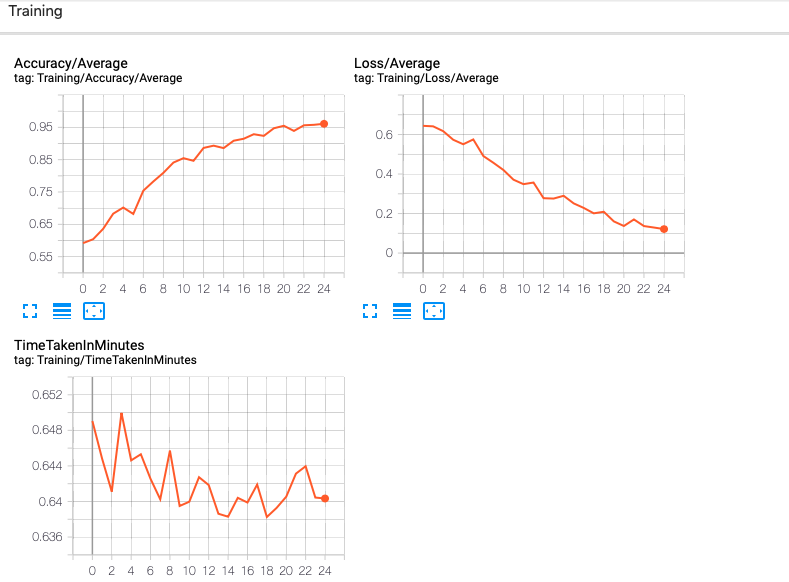 Training
Accuracy/Average
tag: Training/Accuracy/Average
0.95
0.85
0.75
0.65
0.55
0 2 4 6 8 10 12 14 16 18 20 22 24
Loss/Average
tag: Training/Loss/Average
0.6
0.4
0.2
0
0 2 4 6 8 10 12 14 16 18 20 22 24
TimeTakenInMinutes
tag: Training/TimeTakenInMinutes
0.652
0.648
0.644
0.64
0.636
0 2 4 6 8 10 12 14 16 18 20 22 24